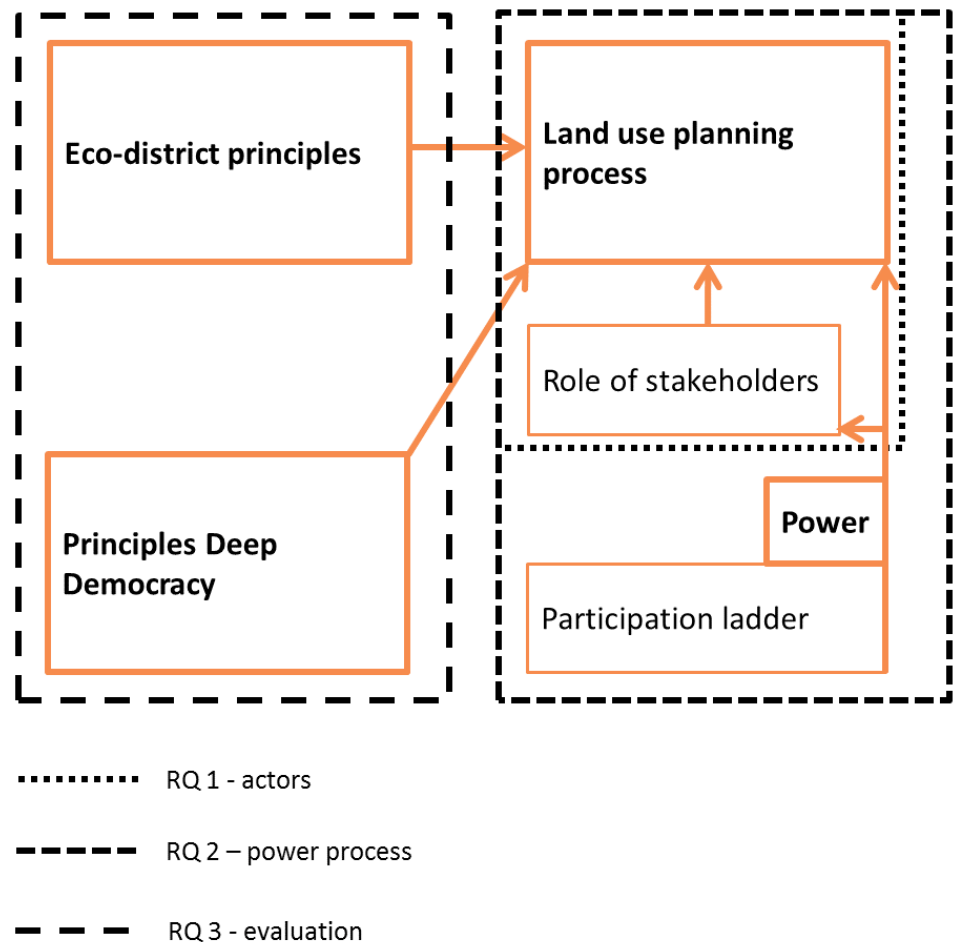 Eco-district principles
Land use planning
process
Role of stakeholders
Principles Deep
Democracy
Power
Participation ladder
RQ 1 - actors
RQ 2 – power process
RQ 3 - evaluation